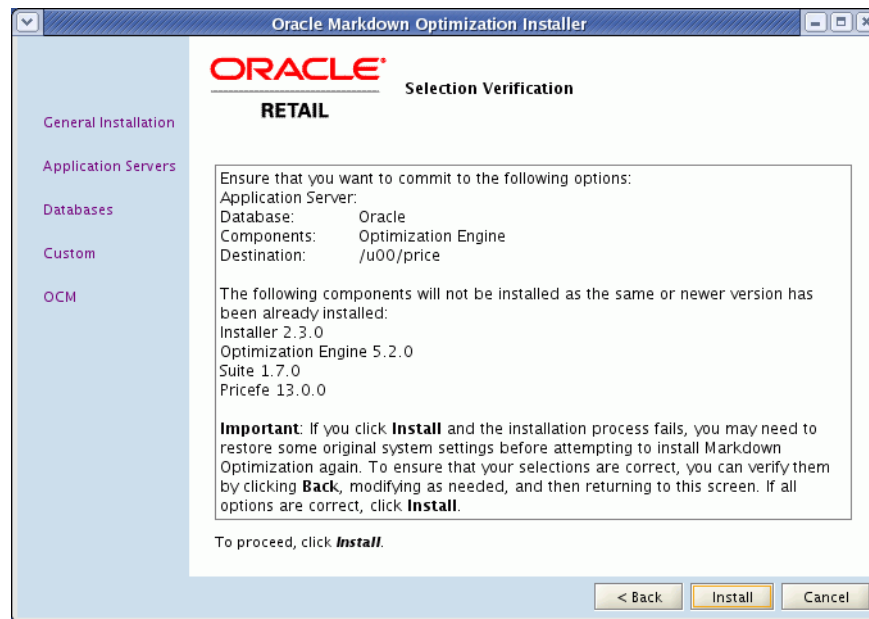 Oracle Markdown Optimization Installer
ORACLE
RETAIL
Selection Verification
General Installation
Application Servers
Databases
Custom
OCM
Ensure that you want to commit to the following options:
Application Server:
Database: Oracle
Components: Optimization Engine
Destination: /u00/price
The following components will not be installed as the same or newer version has
been already installed:
Installer 2.3.0
Optimization Engine 5.2.0
Suite 1.7.0
Pricefe 13.0.0
Important: If you click Install and the installation process fails, you may need to
restore some original system settings before attempting to install Markdown
Optimization again. To ensure that your selections are correct, you can verify them
by clicking Back, modifying as needed, and then returning to this screen. If all
options are correct, click Install.
To proceed, click Install.
< Back
Install
Cancel